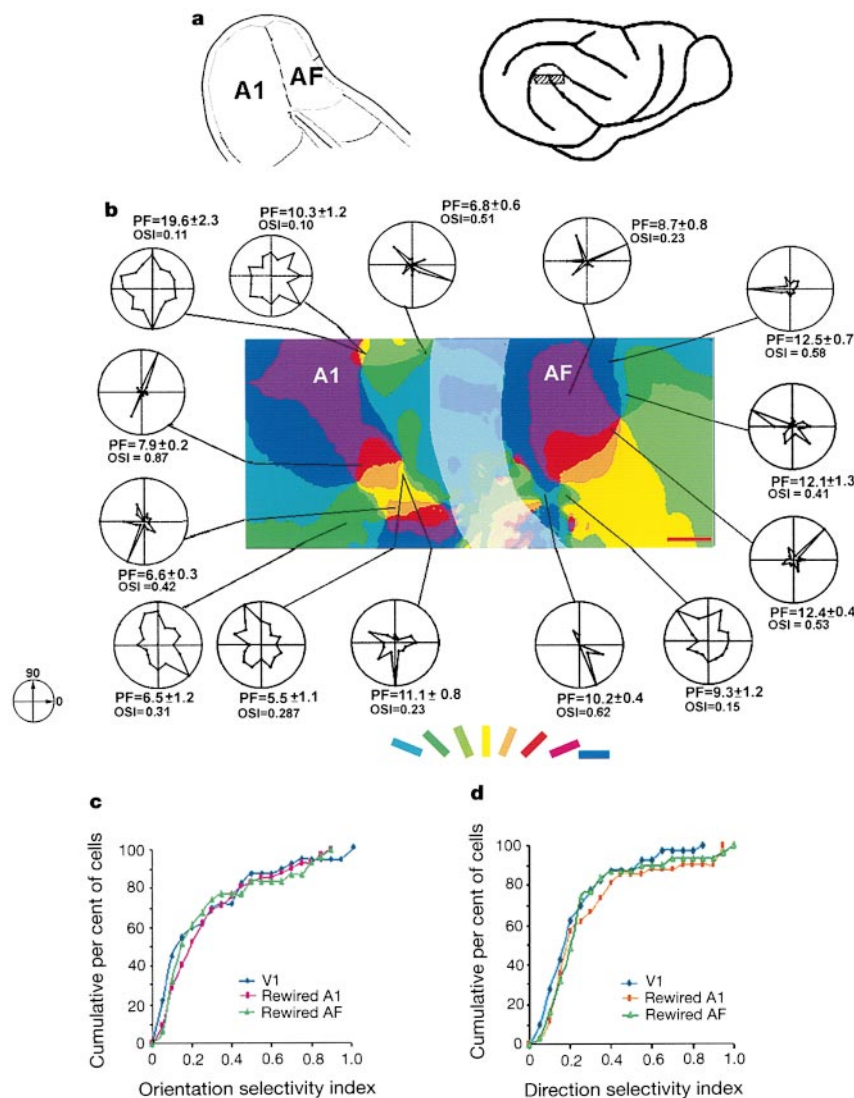 a
A1
AF
b
PF=19.6±2.3
OSI=0.11
PF=10.3±1.2
OSI=0.10
PF=6.8±0.6
OSI=0.51
PF=8.7±0.8
OSI=0.23
PF=12.5±0.7
OSI = 0.58
A1
AF
PF=7.9±0.2
OSI = 0.87
PF=12.1±1.3
OSI = 0.41
PF=6.6±0.3
OSI = 0.42
PF=12.4±0.4
OSI = 0.53
PF=6.5±1.2
OSI=0.31
PF=5.5±1.1
OSI=0.287
PF=11.1± 0.8
OSI=0.23
PF=10.2±0.4
OSI=0.62
PF=9.3±1.2
OSI=0.15
90
0
c
Cumulative per cent of cells
100
80
60
40
20
0
V1
Rewired A1
Rewired AF
0 0.2 0.4 0.6 0.8 1.0
Orientation selectivity index
d
Cumulative per cent of cells
100
80
60
40
20
0
V1
Rewired A1
Rewired AF
0 0.2 0.4 0.6 0.8 1.0
Direction selectivity index